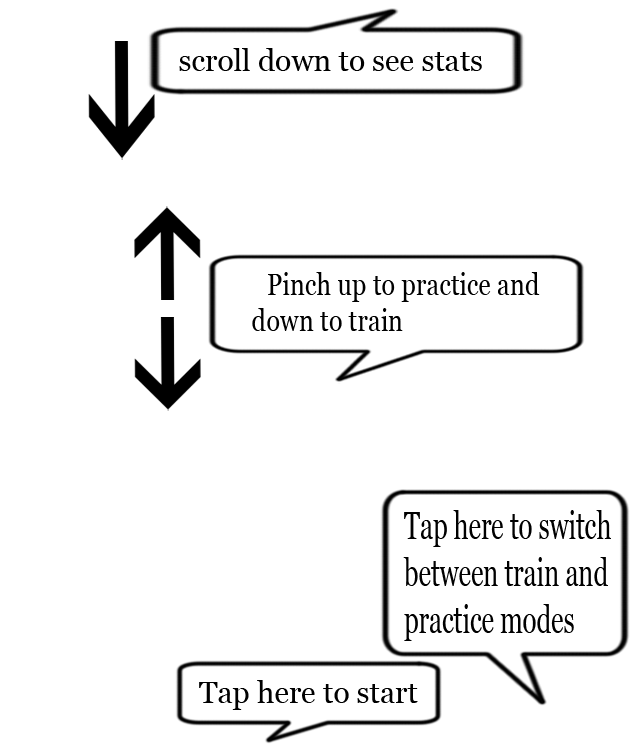 scroll down to see stats
Pinch up to practice and
down to train
Tap here to switch
between train and
practice modes
Tap here to start